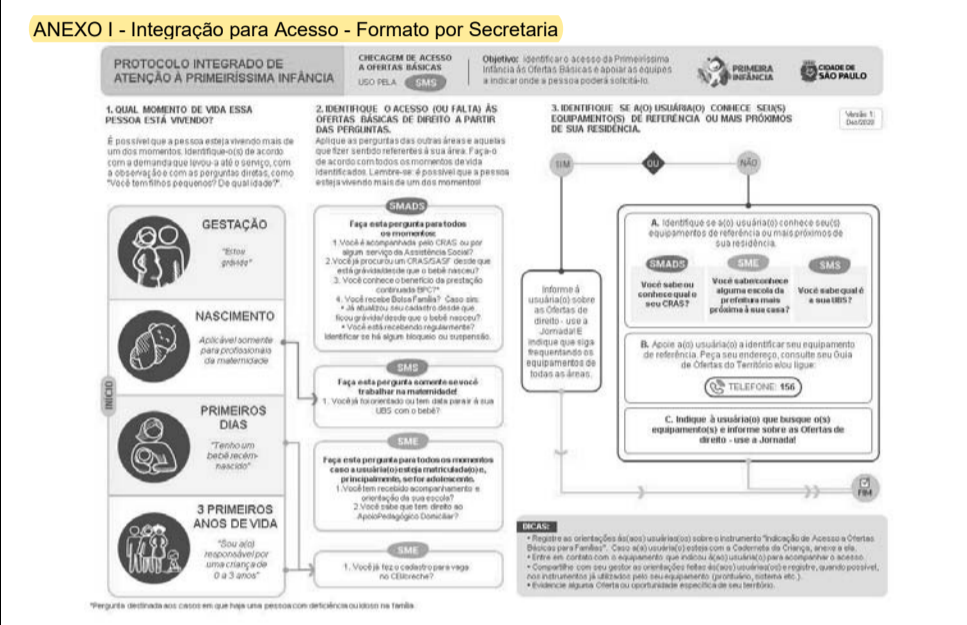 ANEXO I - Integração para Acesso - Formato por Secretaria
PROTOCOLO INTEGRADO DE
ATENÇÃO À PRIMEIRÍSSIMA INFÂNCIA
CHECAGEM DE ACESSO
A OFERTAS BÁSICAS
USO PELA SMS
Objetivo: identificar o acesso da Primeiríssima
Infância às Ofertas Básicas e apoiar as equipes
a indicar onde a pessoa poderá solicitá-lo.
PRIMEIRA
INFÂNCIA
CIDADE DE
SÃO PAULO
1. QUAL MOMENTO DE VIDA ESSA
PESSOA ESTÁ VIVENDO?
É possível que a pessoa esteja vivendo mais de
um dos momentos. Identifique-o(s) de acordo
com a demanda que levou-a até o serviço, com
a observação e com as perguntas diretas, como
"Você tem filhos pequenos? De qual idade?".
INÍCIO
GESTAÇÃO
"Estou
grávida"
NASCIMENTO
Aplicável somente
para profissionais
da maternidade
PRIMEIROS
DIAS
"Tenho um
bebê recém-
nascido"
3 PRIMEIROS
ANOS DE VIDA
"Sou a(o)
responsável por
uma criança de
0 a 3 anos"
2. IDENTIFIQUE O ACESSO (OU FALTA) ÀS
OFERTAS BÁSICAS DE DIREITO A PARTIR
DAS PERGUNTAS.
Aplique as perguntas das outras áreas e aquelas
que fizer sentido referentes à sua área. Faça-o
de acordo com todos os momentos de vida
identificados. Lembre-se: é possível que a pessoa
esteja vivendo mais de um dos momentos!
SMADS
Faça esta pergunta para todos
os momentos:
1. Você é acompanhada pelo CRAS ou por
algum serviço da Assistência Social?
2. Você já procurou um CRAS/SASF desde que
está grávida/desde que o bebê nasceu?
3. Você conhece o benefício da prestação
continuada BPC?*
4. Você recebe Bolsa Família? Caso sim:
• Já atualizou seu cadastro desde que
ficou grávida/desde que o bebê nasceu?
• Você está recebendo regularmente?
Identificar se há algum bloqueio ou suspensão.
SMS
Faça esta pergunta somente se você
trabalhar na maternidade!
1. Você já foi orientado ou tem data para ir à sua
UBS com o bebê?
SME
Faça esta pergunta para todos os momentos
caso a usuária(o) esteja matriculada(o) e,
principalmente, se for adolescente.
1. Você tem recebido acompanhamento e
orientação da sua escola?
2. Você sabe que tem direito ao
Apoio Pedagógico Domiciliar?
SME
1. Você já fez o cadastro para vaga
no CEI/creche?
3. IDENTIFIQUE SE A(O) USUÁRIA(O) CONHECE SEU(S)
EQUIPAMENTO(S) DE REFERÊNCIA OU MAIS PRÓXIMOS
DE SUA RESIDÊNCIA.
Versão 1:
Dez/2020
SIM
OU
NÃO
Informe à
usuária(o) sobre
as Ofertas de
direito - use a
Jornada! E
indique que siga
frequentando os
equipamentos de
todas as áreas.
A. Identifique se a(o) usuária(o) conhece seu(s)
equipamentos de referência ou mais próximos de
sua residência.
SMADS
Você sabe ou
conhece qual o
seu CRAS?
SME
Você sabe/conhece
alguma escola da
prefeitura mais
próxima à sua casa?
SMS
Você sabe qual é
a sua UBS?
B. Apoie a(o) usuária(o) a identificar seu equipamento
de referência. Peça seu endereço, consulte seu Guia
de Ofertas do Território e/ou ligue:
TELEFONE: 156
C. Indique à usuária(o) que busque o(s)
equipamento(s) e informe sobre as Ofertas de
direito - use a Jornada!
FIM
DICAS:
• Registre as orientações às(aos) usuárias(os) sobre o instrumento "Indicação de Acesso a Ofertas
Básicas para Famílias". Caso a(o) usuária(o) esteja com a Caderneta da Criança, anexe a ela.
• Entre em contato com o equipamento que indicou à(ao) usuária(o) para acompanhar o acesso.
• Compartilhe com seu gestor as orientações feitas às(aos) usuárias(os) e registre, quando possível,
nos instrumentos já utilizados pelo seu equipamento (prontuário, sistema etc.).
• Evidencie alguma Oferta ou oportunidade específica de seu território.
*Pergunta destinada aos casos em que haja uma pessoa com deficiência ou idoso na família.